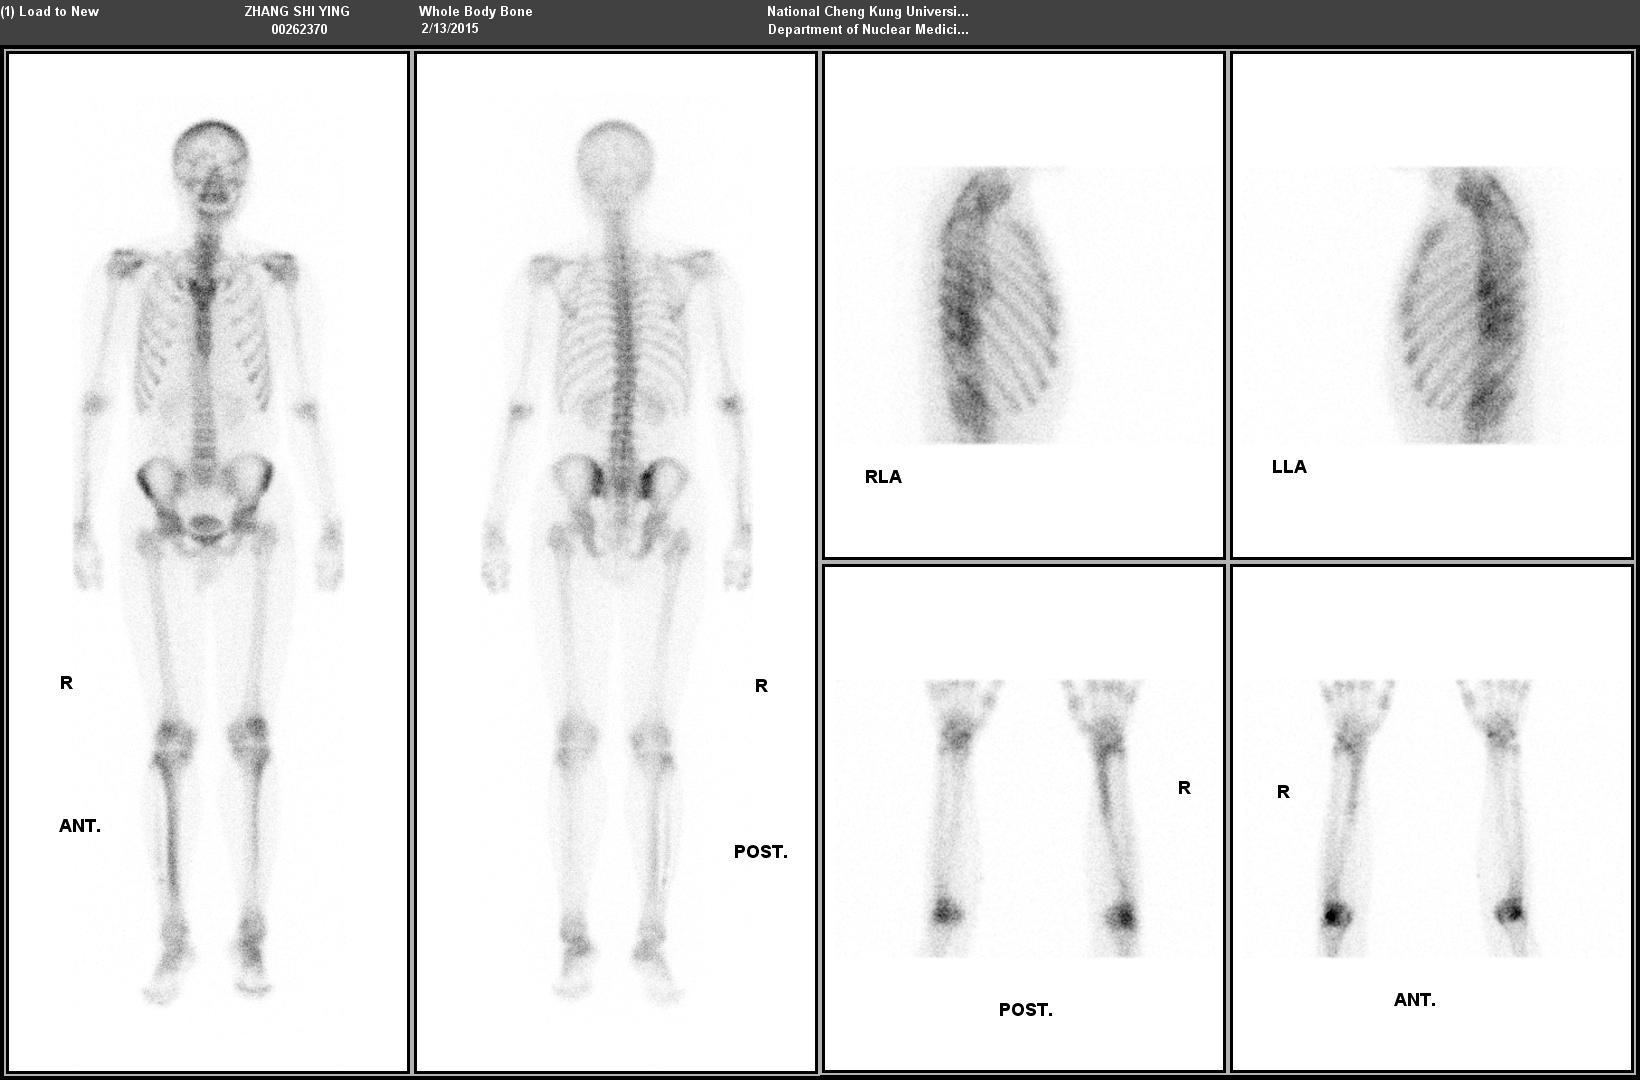 (1) Load to New
ZHANG SHI YING
00262370
Whole Body Bone
2/13/2015
National Cheng Kung Universi...
Department of Nuclear Medici...
R
ANT.
R
POST.
RLA
LLA
R
POST.
R
ANT.